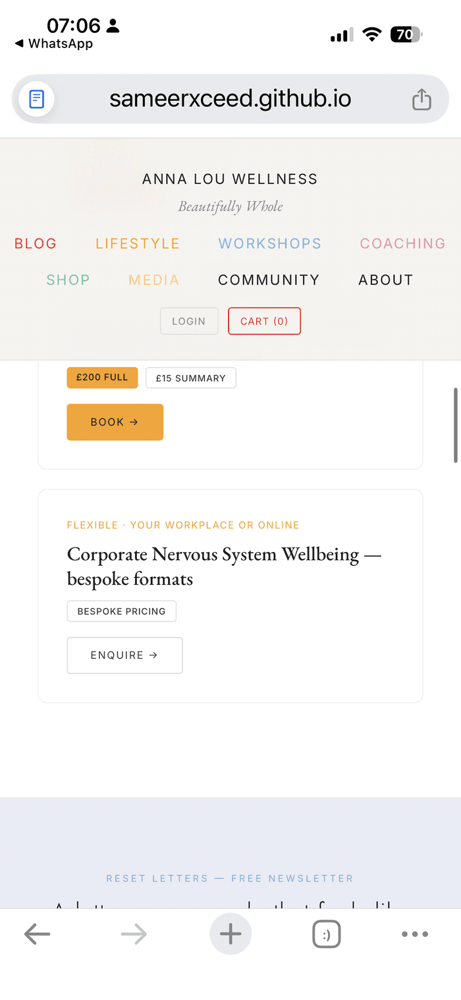 07:06
WhatsApp
70
sameerxceed.github.io
ANNA LOU WELLNESS
Beautifully Whole
BLOG LIFESTYLE WORKSHOPS COACHING
SHOP MEDIA COMMUNITY ABOUT
LOGIN CART (0)
£200 FULL £15 SUMMARY
BOOK →
FLEXIBLE · YOUR WORKPLACE OR ONLINE
Corporate Nervous System Wellbeing —
bespoke formats
BESPOKE PRICING
ENQUIRE →
RESET LETTERS — FREE NEWSLETTER
:)